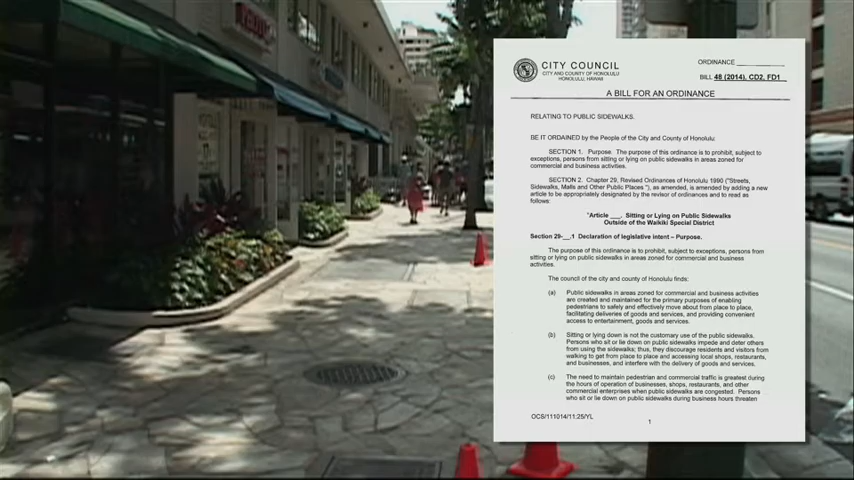 CITY COUNCIL
CITY AND COUNTY OF HONOLULU
HONOLULU, HAWAII
ORDINANCE
BILL 48 (2014), CD2, FD1
A BILL FOR AN ORDINANCE
RELATING TO PUBLIC SIDEWALKS.
BE IT ORDAINED by the People of the City and County of Honolulu:
SECTION 1. Purpose. The purpose of this ordinance is to prohibit, subject to
exceptions, persons from sitting or lying on public sidewalks in areas zoned for
commercial and business activities.
SECTION 2. Chapter 29, Revised Ordinances of Honolulu 1990 ("Streets,
Sidewalks, Malls and Other Public Places"), as amended, is amended by adding a new
article to be appropriately designated by the revisor of ordinances and to read as
follows:
"Article ___. Sitting or Lying on Public Sidewalks
Outside of the Waikiki Special District
Section 29-__.1 Declaration of legislative intent – Purpose.
The purpose of this ordinance is to prohibit, subject to exceptions, persons from
sitting or lying on public sidewalks in areas zoned for commercial and business
activities.
The council of the city and county of Honolulu finds:
(a) Public sidewalks in areas zoned for commercial and business activities
are created and maintained for the primary purposes of enabling
pedestrians to safely and effectively move about from place to place,
facilitating deliveries of goods and services, and providing convenient
access to entertainment, goods and services.
(b) Sitting or lying down is not the customary use of the public sidewalks.
Persons who sit or lie down on public sidewalks impede and deter others
from using the sidewalks; thus, they discourage residents and visitors from
walking to get from place to place and accessing local shops, restaurants,
and businesses, and interfere with the delivery of goods and services.
(c) The need to maintain pedestrian and commercial traffic is greatest during
the hours of operation of businesses, shops, restaurants, and other
commercial enterprises when public sidewalks are congested. Persons
who sit or lie down on public sidewalks during business hours threaten
OCS/111014/11:25/YL
1